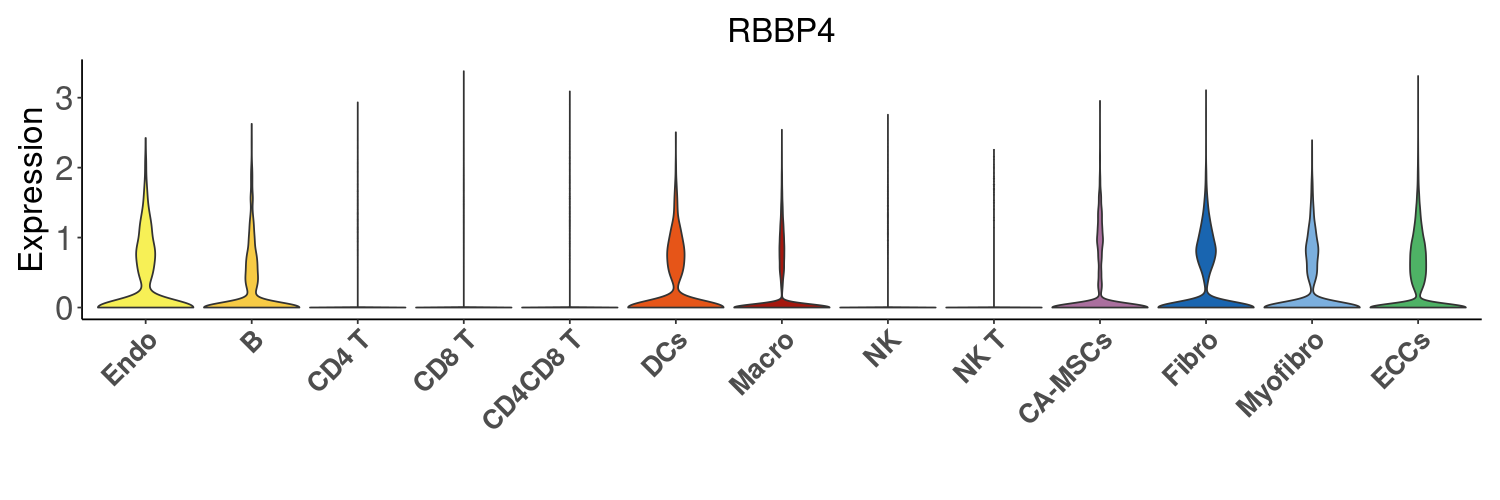 RBBP4
Expression
3
2
1
0
Endo
B
CD4 T
CD8 T
CD4CD8 T
DCs
Macro
NK
NK T
CA-MSCs
Fibro
Myofibro
ECCs